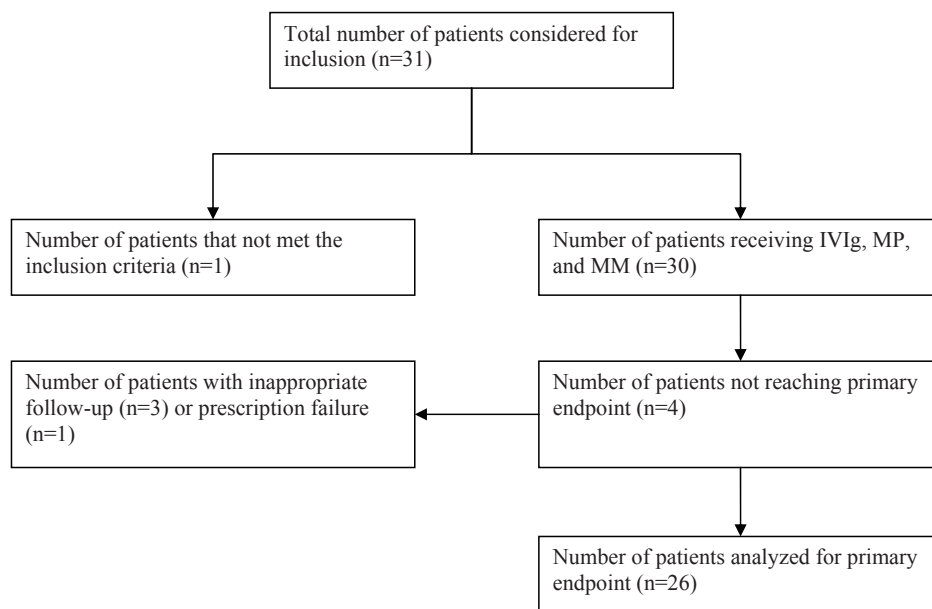 Total number of patients considered for
inclusion (n=31)
Number of patients that not met the
inclusion criteria (n=1)
Number of patients receiving IVIg, MP,
and MM (n=30)
Number of patients with inappropriate
follow-up (n=3) or prescription failure
(n=1)
Number of patients not reaching primary
endpoint (n=4)
Number of patients analyzed for primary
endpoint (n=26)